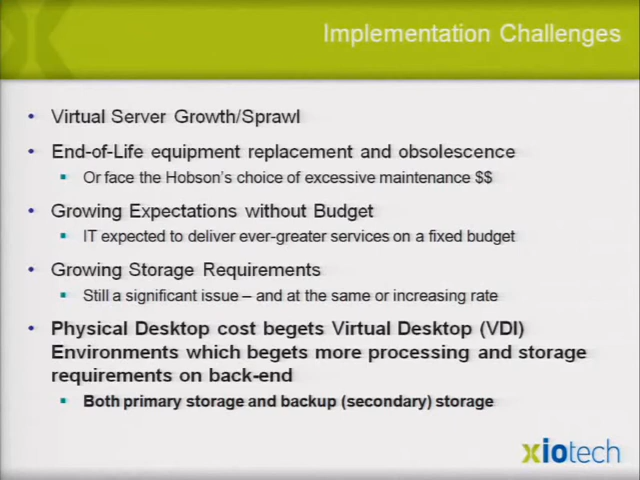 Implementation Challenges
• Virtual Server Growth/Sprawl
• End-of-Life equipment replacement and obsolescence
▪ Or face the Hobson's choice of excessive maintenance $$
• Growing Expectations without Budget
▪ IT expected to deliver ever-greater services on a fixed budget
• Growing Storage Requirements
▪ Still a significant issue – and at the same or increasing rate
• Physical Desktop cost begets Virtual Desktop (VDI)
Environments which begets more processing and storage
requirements on back-end
▪ Both primary storage and backup (secondary) storage
xiotech